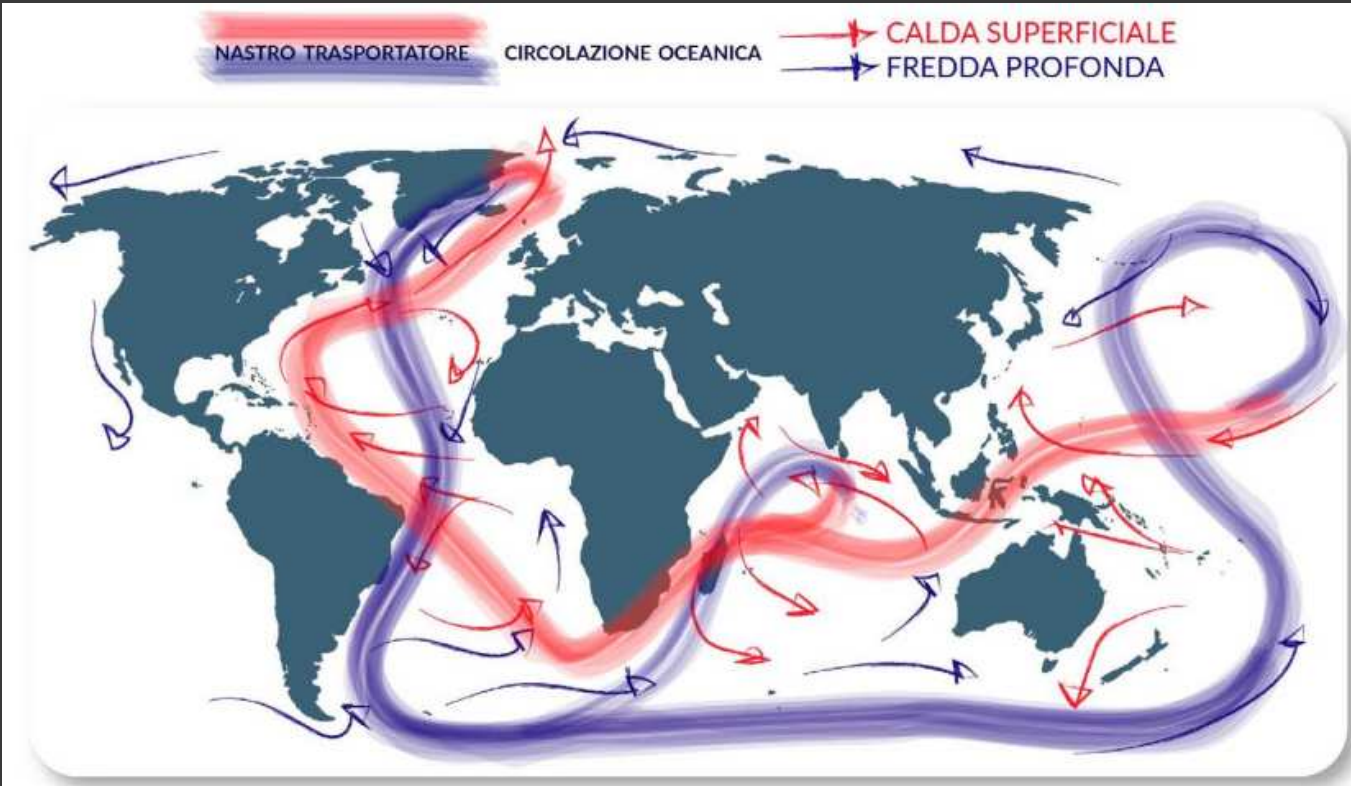 NASTRO TRASPORTATORE
CIRCOLAZIONE OCEANICA
CALDA SUPERFICIALE
FREDDA PROFONDA